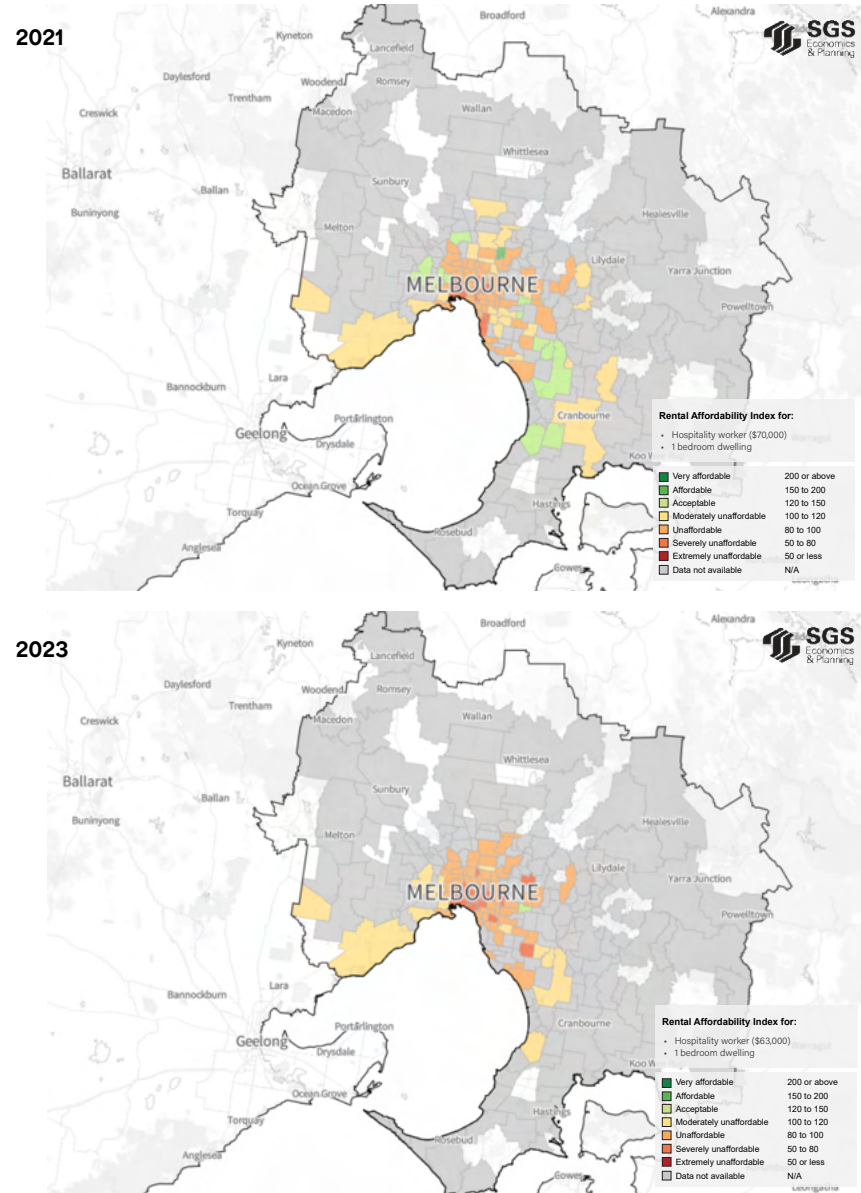 2021
SGS
Economics
& Planning
Broadford
Alexandra
Kyneton
Lancefield
Daylesford
Woodend
Romsey
Trentham
Creswick
Macedon
Wallan
Whittlesea
Ballarat
Sunbury
Ballan
Healesville
Buninyong
Melton
Lilydale
Yarra Junction
MELBOURNE
Powelltown
Lara
Bannockburn
Portarlington
Cranbourne
Geelong
Drysdale
Koo W
Ocean Grove
Hastings
Torquay
Rosebud
Anglesea
Cowes
Rental Affordability Index for:
• Hospitality worker ($70,000)
• 1 bedroom dwelling
Very affordable 200 or above
Affordable 150 to 200
Acceptable 120 to 150
Moderately unaffordable 100 to 120
Unaffordable 80 to 100
Severely unaffordable 50 to 80
Extremely unaffordable 50 or less
Data not available N/A
2023
SGS
Economics
& Planning
Broadford
Alexandra
Kyneton
Lancefield
Daylesford
Woodend
Romsey
Trentham
Creswick
Macedon
Wallan
Whittlesea
Ballarat
Sunbury
Ballan
Healesville
Buninyong
Melton
Lilydale
Yarra Junction
MELBOURNE
Powelltown
Lara
Bannockburn
Portarlington
Cranbourne
Geelong
Drysdale
Koo W
Ocean Grove
Hastings
Torquay
Rosebud
Anglesea
Cowes
Rental Affordability Index for:
• Hospitality worker ($63,000)
• 1 bedroom dwelling
Very affordable 200 or above
Affordable 150 to 200
Acceptable 120 to 150
Moderately unaffordable 100 to 120
Unaffordable 80 to 100
Severely unaffordable 50 to 80
Extremely unaffordable 50 or less
Data not available N/A